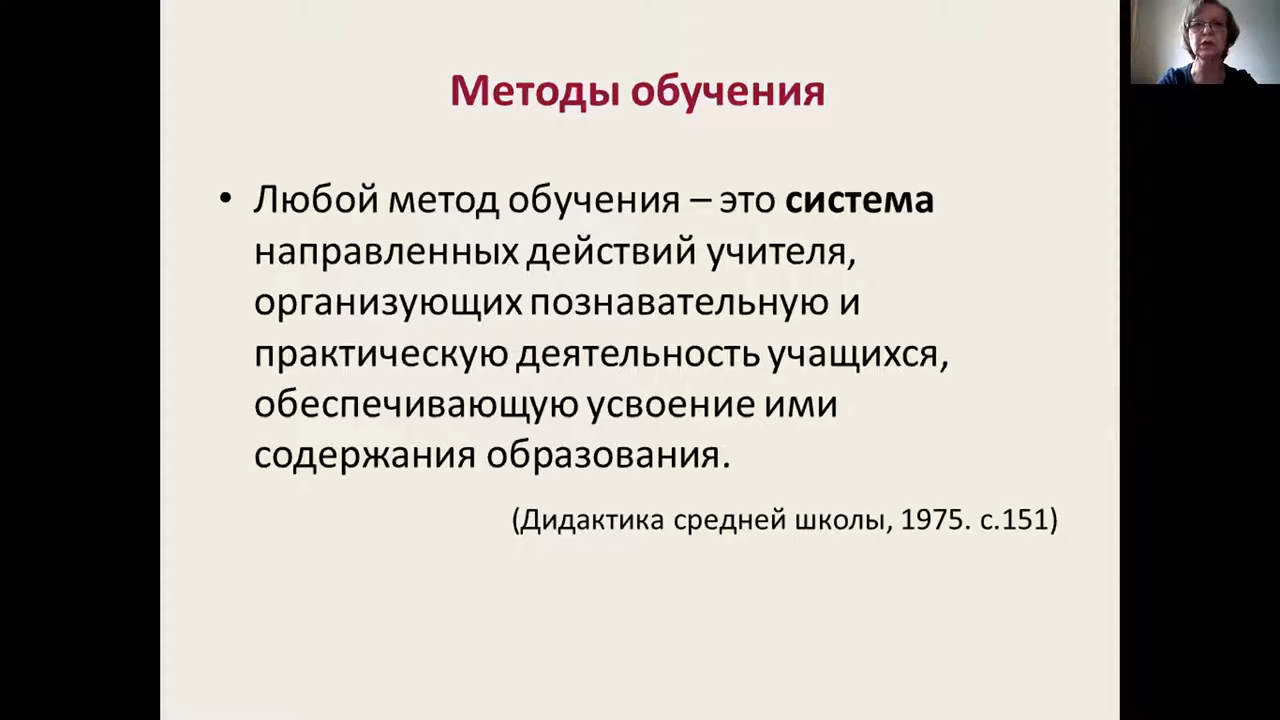 Методы обучения
• Любой метод обучения – это система
направленных действий учителя,
организующих познавательную и
практическую деятельность учащихся,
обеспечивающую усвоение ими
содержания образования.
(Дидактика средней школы, 1975. с.151)